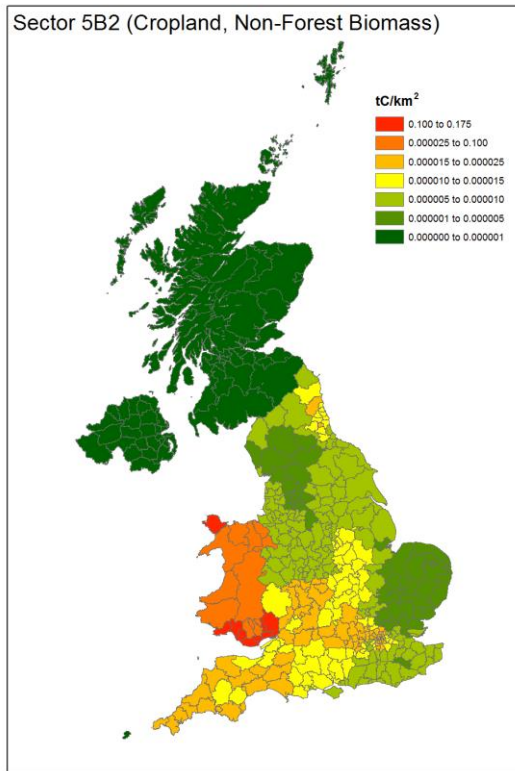 Sector 5B2 (Cropland, Non-Forest Biomass)
tC/km²
0.100 to 0.175
0.000025 to 0.100
0.000015 to 0.000025
0.000010 to 0.000015
0.000005 to 0.000010
0.000001 to 0.000005
0.000000 to 0.000001